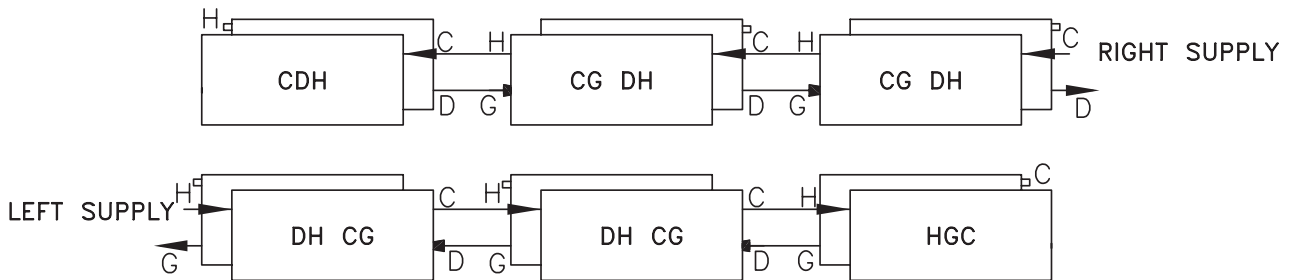 H C H C H C RIGHT SUPPLY
CDH CG DH CG DH
D G D G D
H C H C H C
LEFT SUPPLY
DH CG DH CG HGC
G D G D G